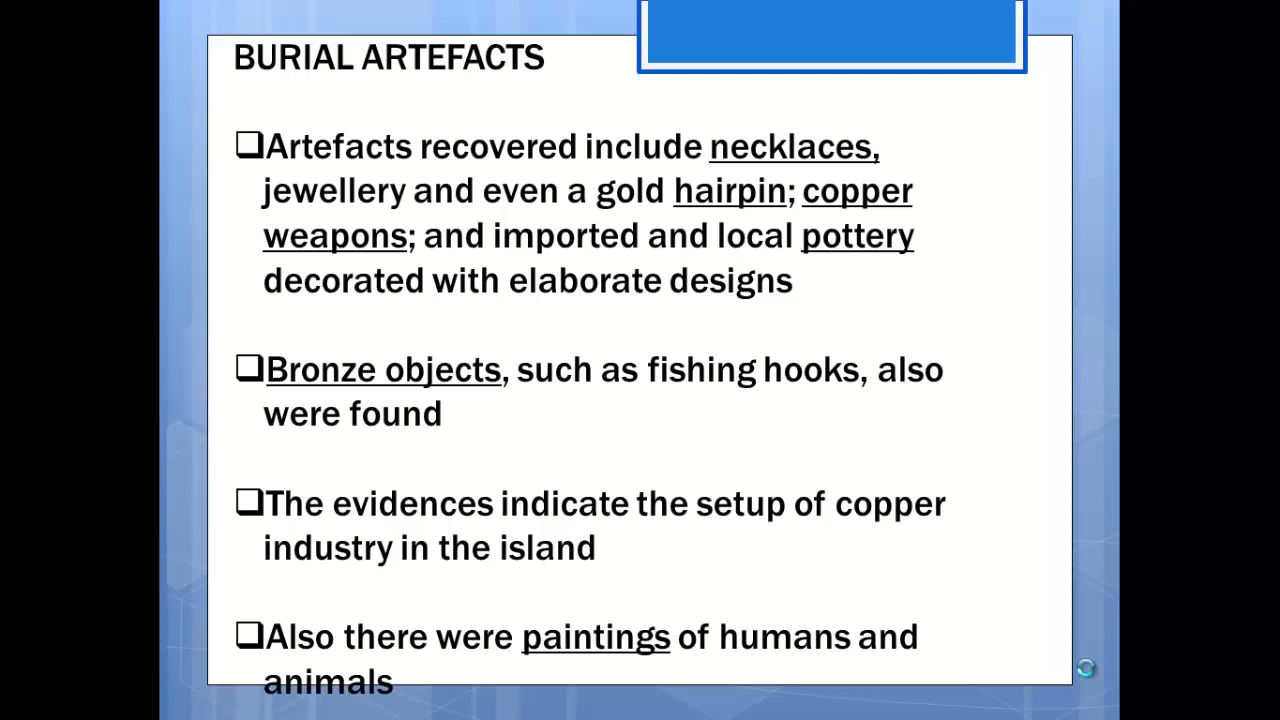 BURIAL ARTEFACTS
❑Artefacts recovered include necklaces,
jewellery and even a gold hairpin; copper
weapons; and imported and local pottery
decorated with elaborate designs
❑Bronze objects, such as fishing hooks, also
were found
❑The evidences indicate the setup of copper
industry in the island
❑Also there were paintings of humans and
animals